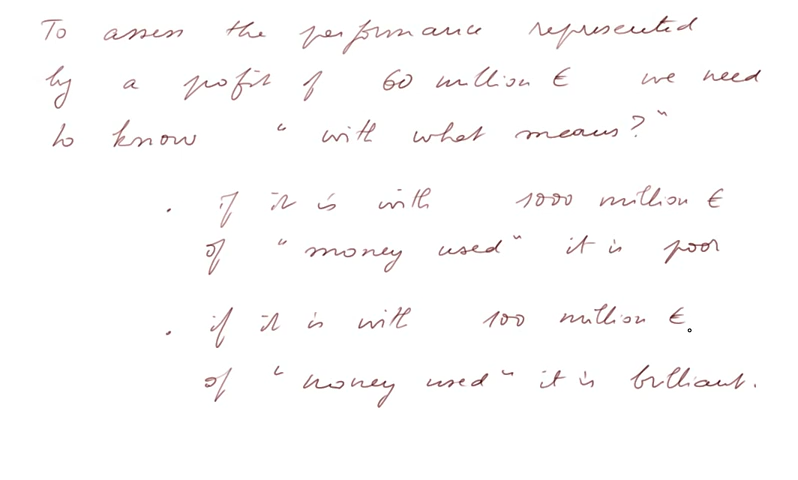 To assess the performance represented
by a profit of 60 million €  we need
to know "with what means?"
. if it is with 1000 million €
of "money used" it is poor
. if it is with 100 million €.
of "money used" it is brilliant.